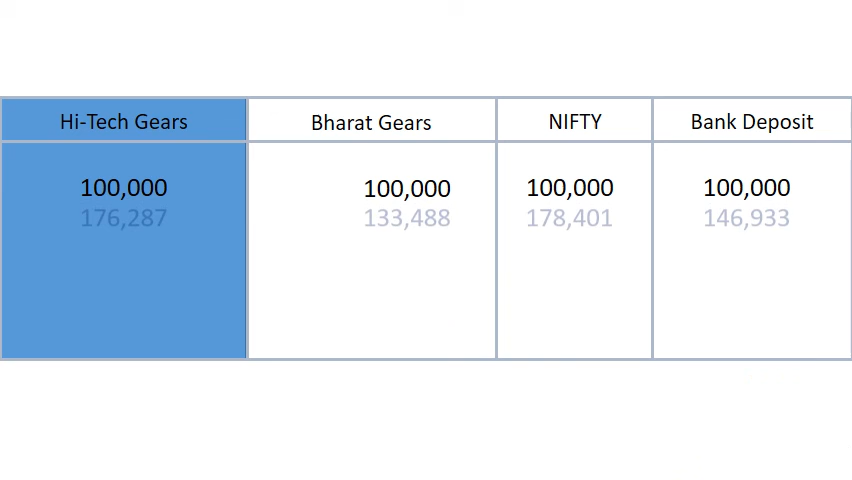 Hi-Tech Gears Bharat Gears NIFTY Bank Deposit
100,000 100,000 100,000 100,000
176,287 133,488 178,401 146,933